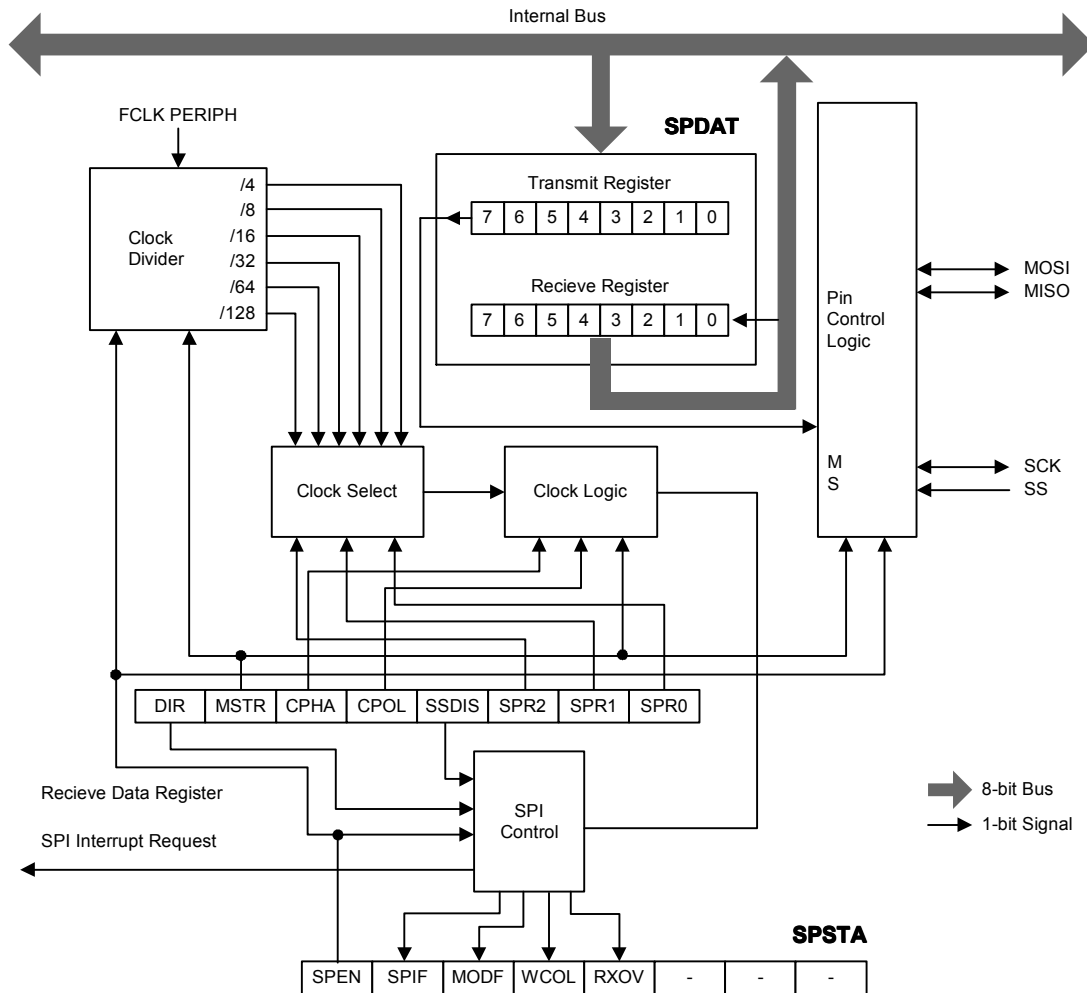 Internal Bus
FCLK PERIPH
SPDAT
Clock
Divider
/4
/8
/16
/32
/64
/128
Transmit Register
7 6 5 4 3 2 1 0
Recieve Register
7 6 5 4 3 2 1 0
Pin
Control
Logic
M
S
MOSI
MISO
SCK
SS
Clock Select
Clock Logic
DIR MSTR CPHA CPOL SSDIS SPR2 SPR1 SPR0
Recieve Data Register
SPI Interrupt Request
SPI
Control
8-bit Bus
1-bit Signal
SPSTA
SPEN SPIF MODF WCOL RXOV - - -